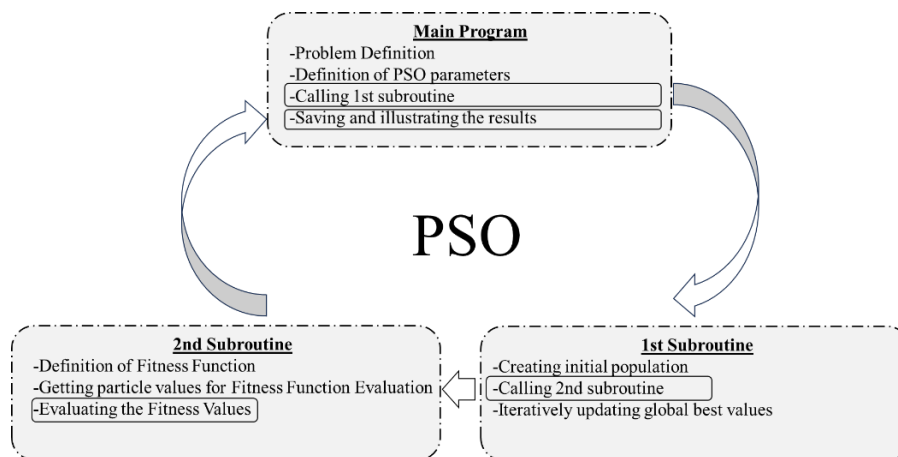 Main Program
-Problem Definition
-Definition of PSO parameters
-Calling 1st subroutine
-Saving and illustrating the results
PSO
2nd Subroutine
-Definition of Fitness Function
-Getting particle values for Fitness Function Evaluation
-Evaluating the Fitness Values
1st Subroutine
-Creating initial population
-Calling 2nd subroutine
-Iteratively updating global best values